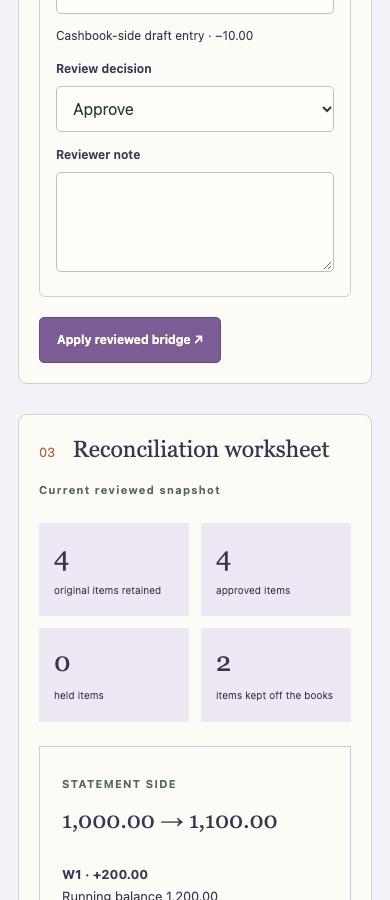 Cashbook-side draft entry · −10.00
Review decision
Approve
Reviewer note
Apply reviewed bridge ↗
03 Reconciliation worksheet
Current reviewed snapshot
4
original items retained
4
approved items
0
held items
2
items kept off the books
STATEMENT SIDE
1,000.00 → 1,100.00
W1 · +200.00
Running balance 1,200.00